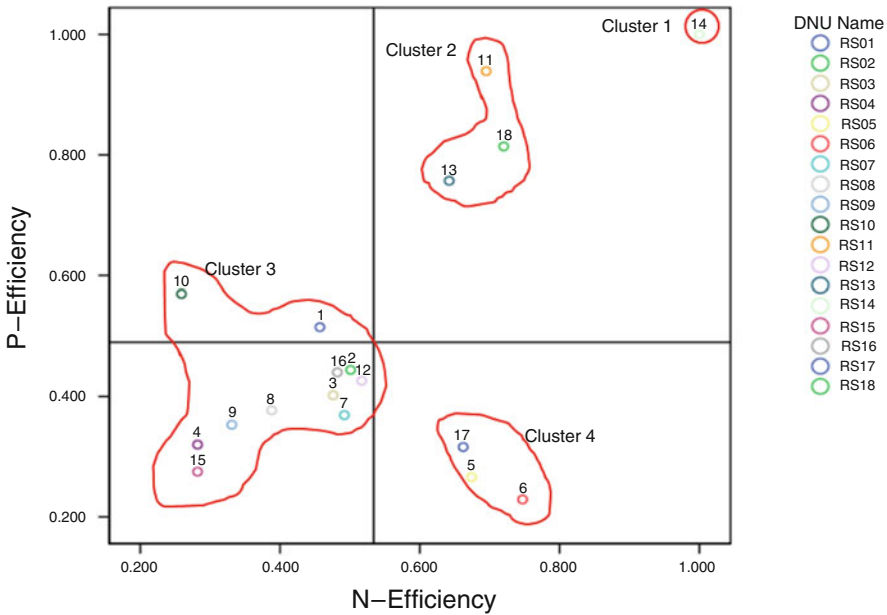 DNU Name
RS01
RS02
RS03
RS04
RS05
RS06
RS07
RS08
RS09
RS10
RS11
RS12
RS13
RS14
RS15
RS16
RS17
RS18
Cluster 1
14
Cluster 2
11
18
13
Cluster 3
10
1
16
2
12
3
7
8
9
4
15
Cluster 4
17
5
6
P–Efficiency
1.000
0.800
0.600
0.400
0.200
0.200 0.400 0.600 0.800 1.000
N–Efficiency